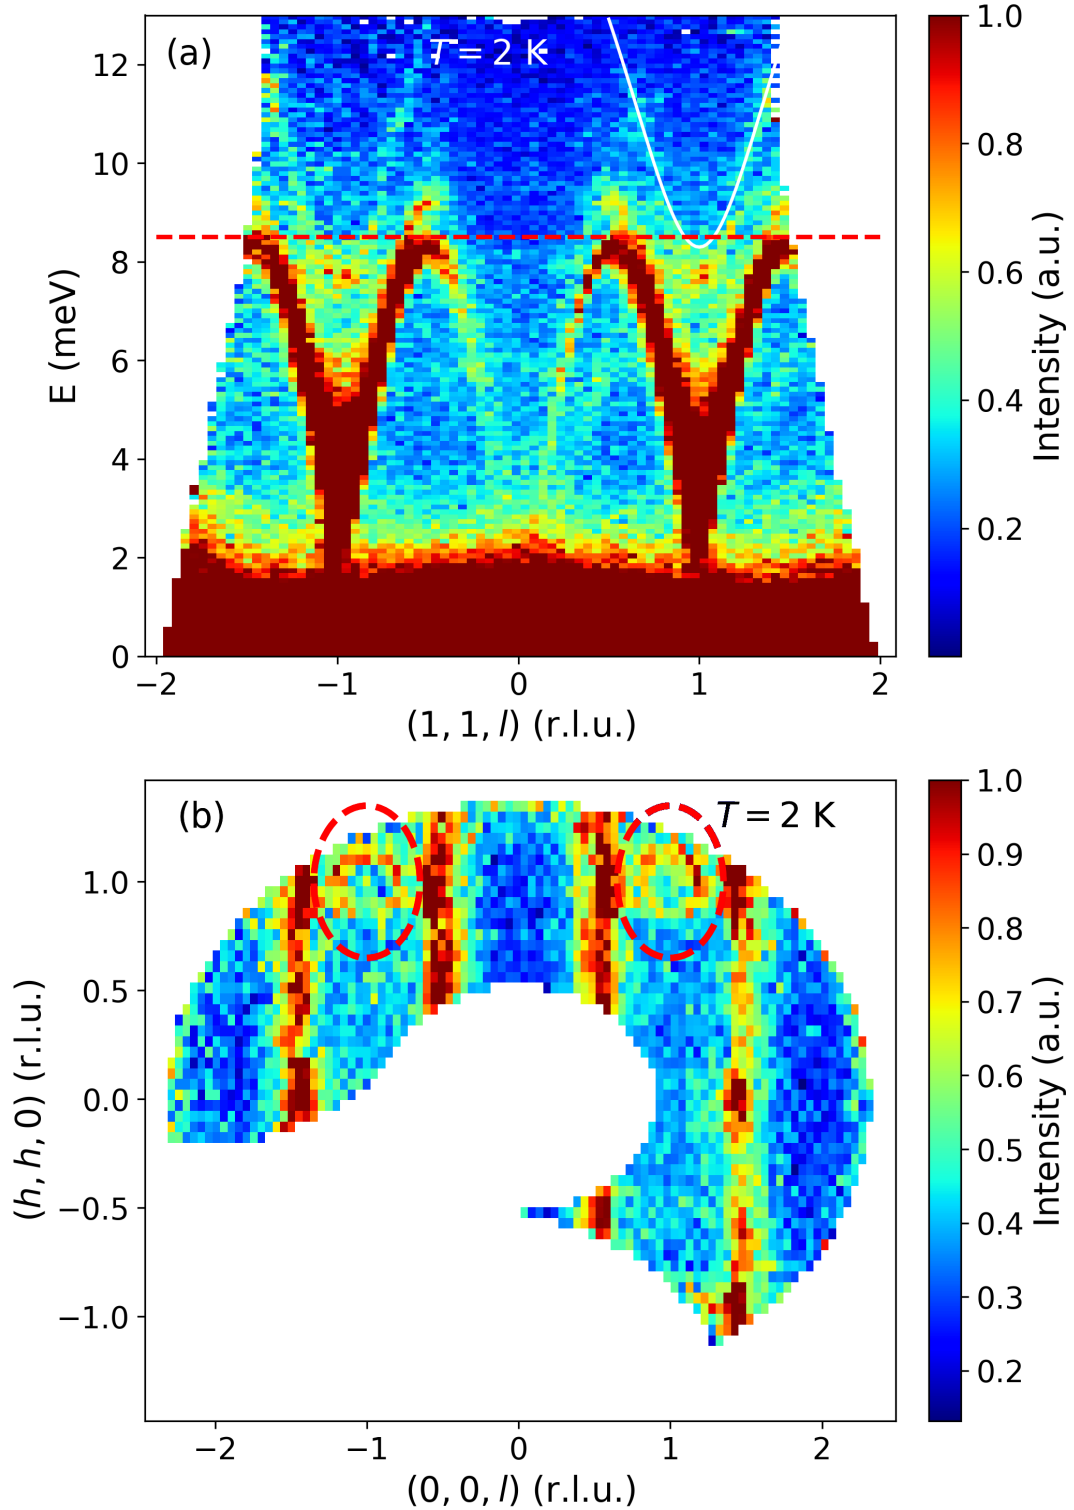 (a)
T = 2 K
12
10
8
6
4
2
0
E (meV)
−2 −1 0 1 2
(1, 1, l) (r.l.u.)
1.0
0.8
0.6
0.4
0.2
Intensity (a.u.)
(b)
T = 2 K
1.0
0.5
0.0
−0.5
−1.0
(h, h, 0) (r.l.u.)
−2 −1 0 1 2
(0, 0, l) (r.l.u.)
1.0
0.9
0.8
0.7
0.6
0.5
0.4
0.3
0.2
Intensity (a.u.)